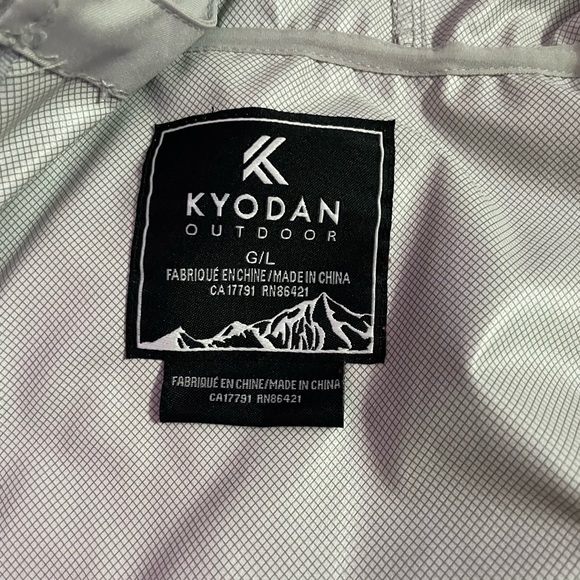 KYODAN
OUTDOOR
G/L
FABRIQUÉ EN CHINE/MADE IN CHINA
CA17791 RN86421
FABRIQUÉ EN CHINE/MADE IN CHINA
CA17791 RN86421